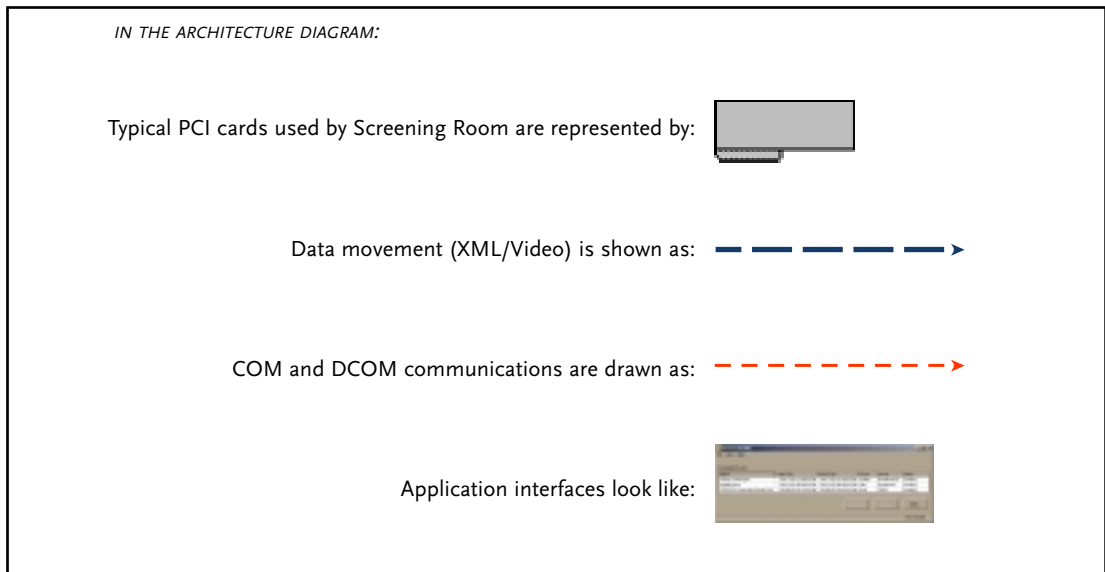 IN THE ARCHITECTURE DIAGRAM:
Typical PCI cards used by Screening Room are represented by:
Data movement (XML/Video) is shown as:
COM and DCOM communications are drawn as:
Application interfaces look like: